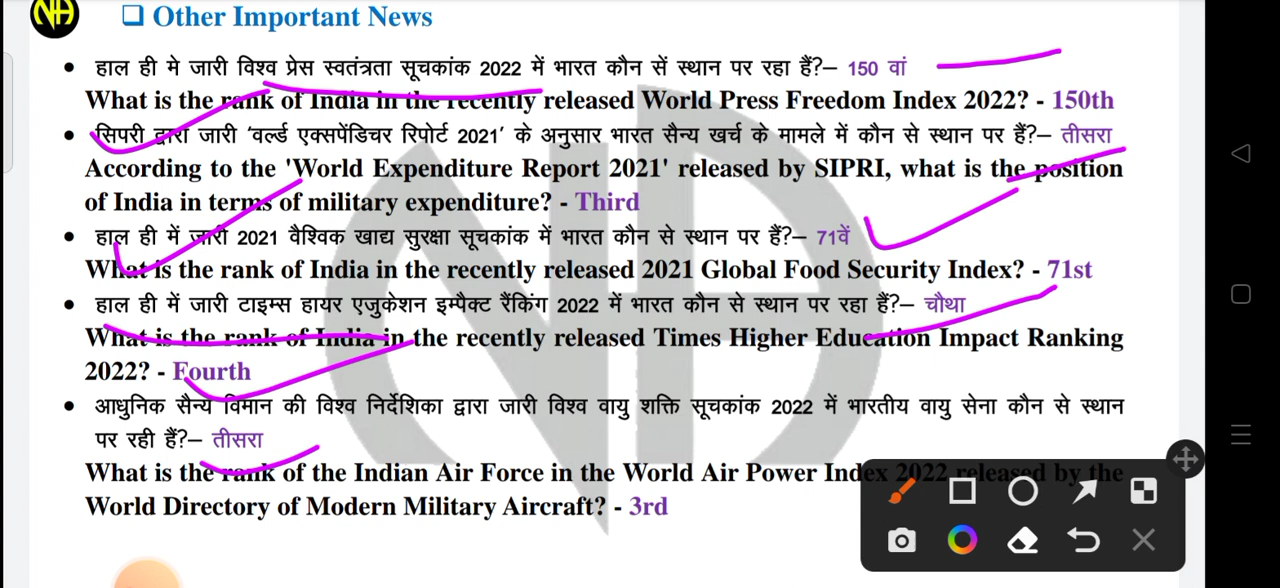 NH
❑ Other Important News
• हाल ही मे जारी विश्व प्रेस स्वतंत्रता सूचकांक 2022 में भारत कौन सें स्थान पर रहा हैं?– 150 वां
What is the rank of India in the recently released World Press Freedom Index 2022? - 150th
• सिपरी द्वारा जारी ‘वर्ल्ड एक्सपेंडिचर रिपोर्ट 2021’ के अनुसार भारत सैन्य खर्च के मामले में कौन से स्थान पर हैं?– तीसरा
According to the 'World Expenditure Report 2021' released by SIPRI, what is the position
of India in terms of military expenditure? - Third
• हाल ही में जारी 2021 वैश्विक खाद्य सुरक्षा सूचकांक में भारत कौन से स्थान पर हैं?– 71वें
What is the rank of India in the recently released 2021 Global Food Security Index? - 71st
• हाल ही में जारी टाइम्स हायर एजुकेशन इम्पैक्ट रैंकिंग 2022 में भारत कौन से स्थान पर रहा हैं?– चौथा
What is the rank of India in the recently released Times Higher Education Impact Ranking
2022? - Fourth
• आधुनिक सैन्य विमान की विश्व निर्देशिका द्वारा जारी विश्व वायु शक्ति सूचकांक 2022 में भारतीय वायु सेना कौन से स्थान
पर रही हैं?– तीसरा
What is the rank of the Indian Air Force in the World Air Power Index 2022 released by the
World Directory of Modern Military Aircraft? - 3rd